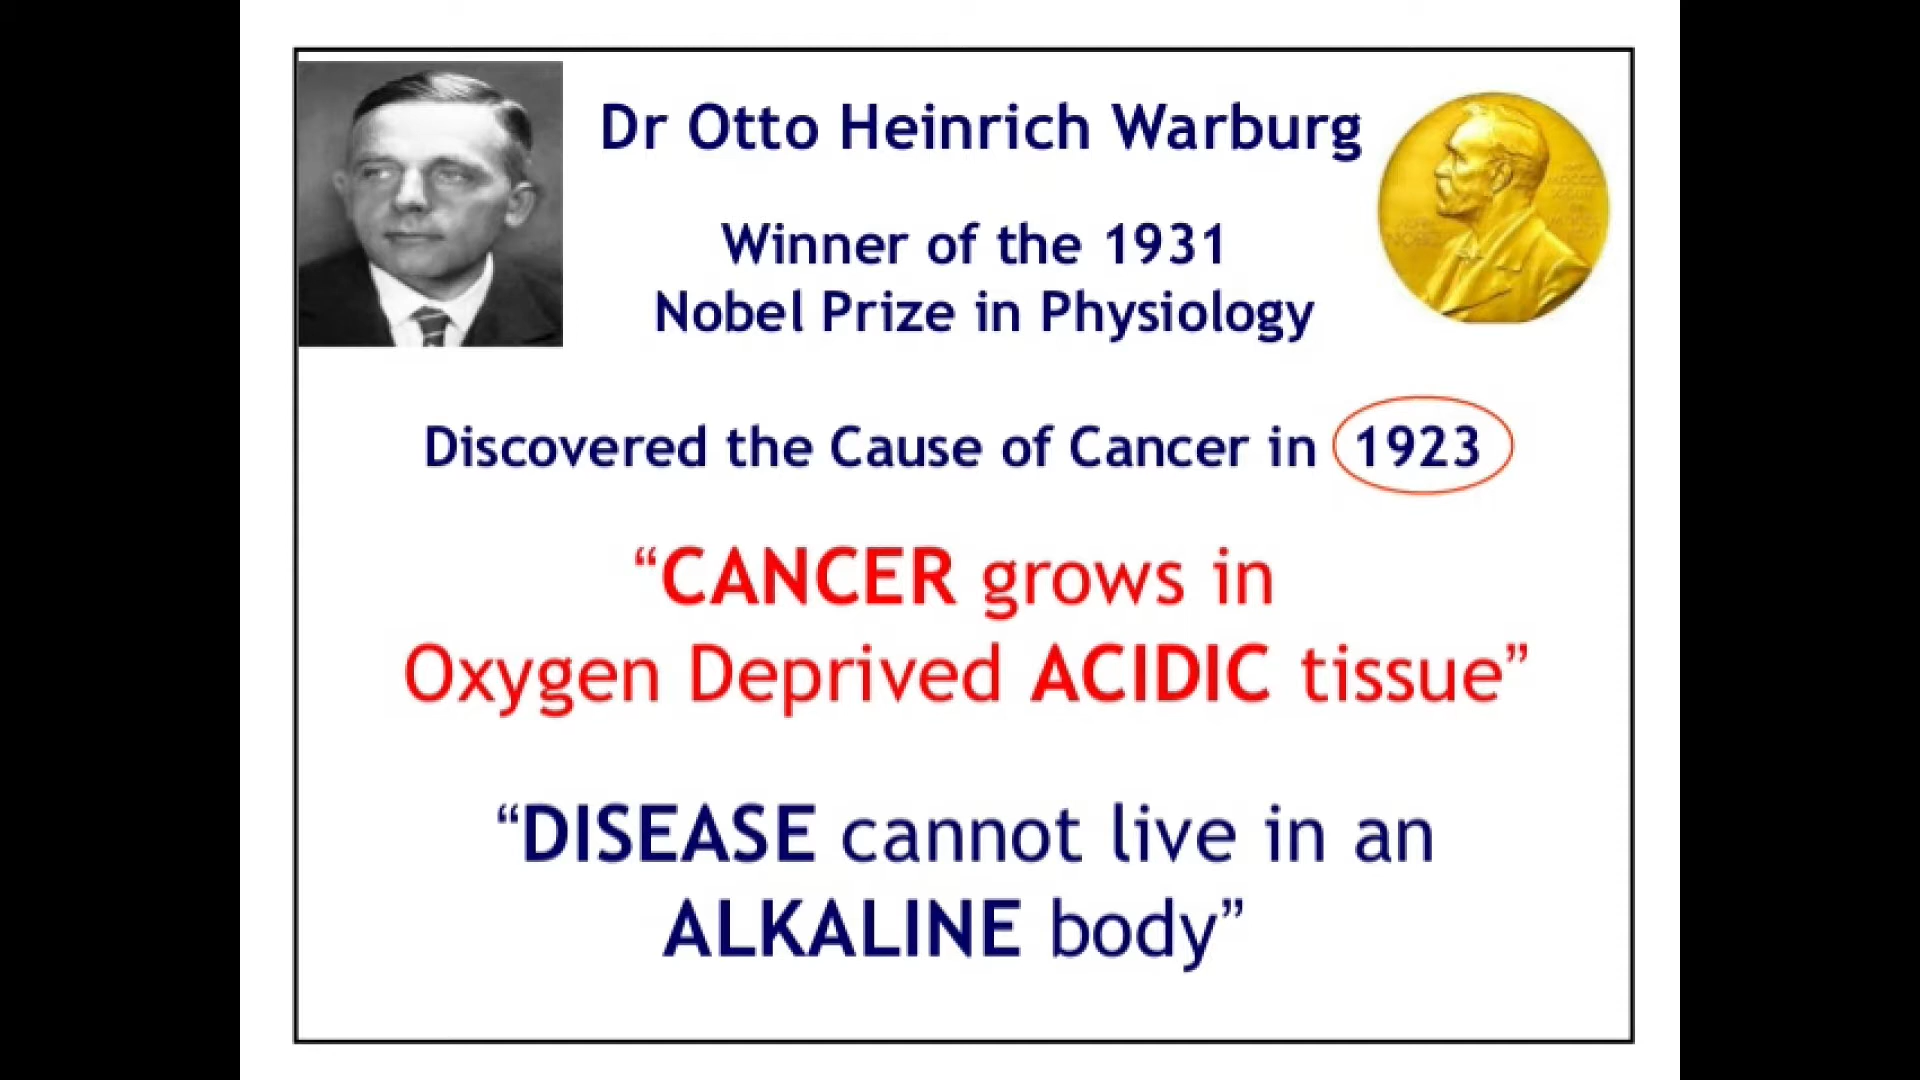 Dr Otto Heinrich Warburg
Winner of the 1931
Nobel Prize in Physiology
Discovered the Cause of Cancer in 1923
“CANCER grows in
Oxygen Deprived ACIDIC tissue”
“DISEASE cannot live in an
ALKALINE body”